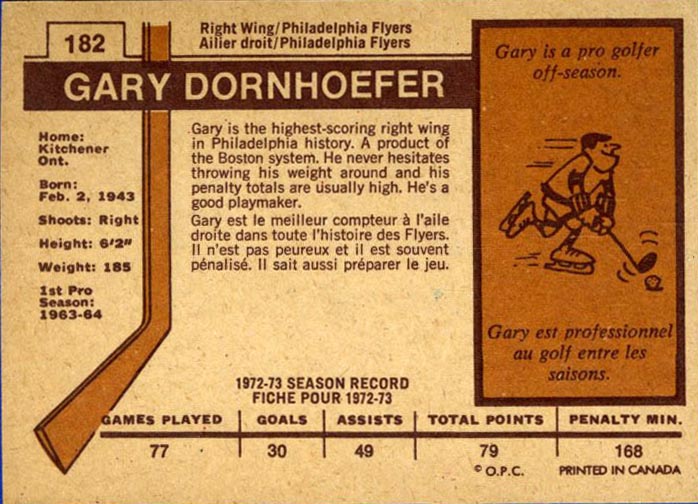 182
Right Wing/Philadelphia Flyers
Ailier droit/Philadelphia Flyers
GARY DORNHOEFER
Home:
Kitchener
Ont.
Born:
Feb. 2, 1943
Shoots: Right
Height: 6'2"
Weight: 185
1st Pro
Season:
1963-64
Gary is the highest-scoring right wing
in Philadelphia history. A product of
the Boston system. He never hesitates
throwing his weight around and his
penalty totals are usually high. He's a
good playmaker.
Gary est le meilleur compteur à l'aile
droite dans toute l'histoire des Flyers.
Il n'est pas peureux et il est souvent
pénalisé. Il sait aussi préparer le jeu.
Gary is a pro golfer
off-season.
Gary est professionnel
au golf entre les
saisons.
1972-73 SEASON RECORD
FICHE POUR 1972-73
GAMES PLAYED GOALS ASSISTS TOTAL POINTS PENALTY MIN.
77 30 49 79 168
© O.P.C. PRINTED IN CANADA